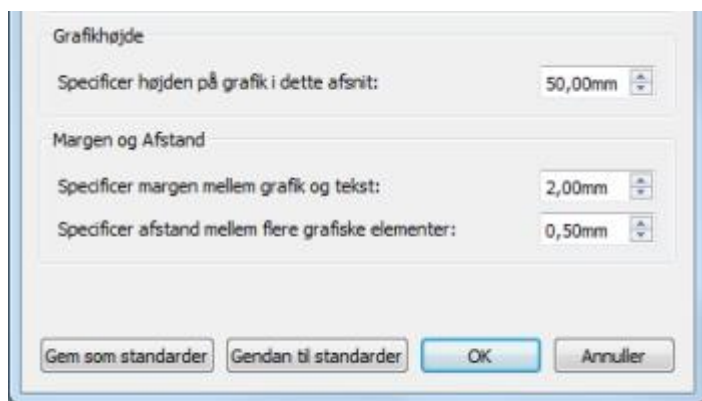 Grafikhøjde
Specificer højden på grafik i dette afsnit: 50,00mm
Margen og Afstand
Specificer margen mellem grafik og tekst: 2,00mm
Specificer afstand mellem flere grafiske elementer: 0,50mm
Gem som standarder Gendan til standarder OK Annuller